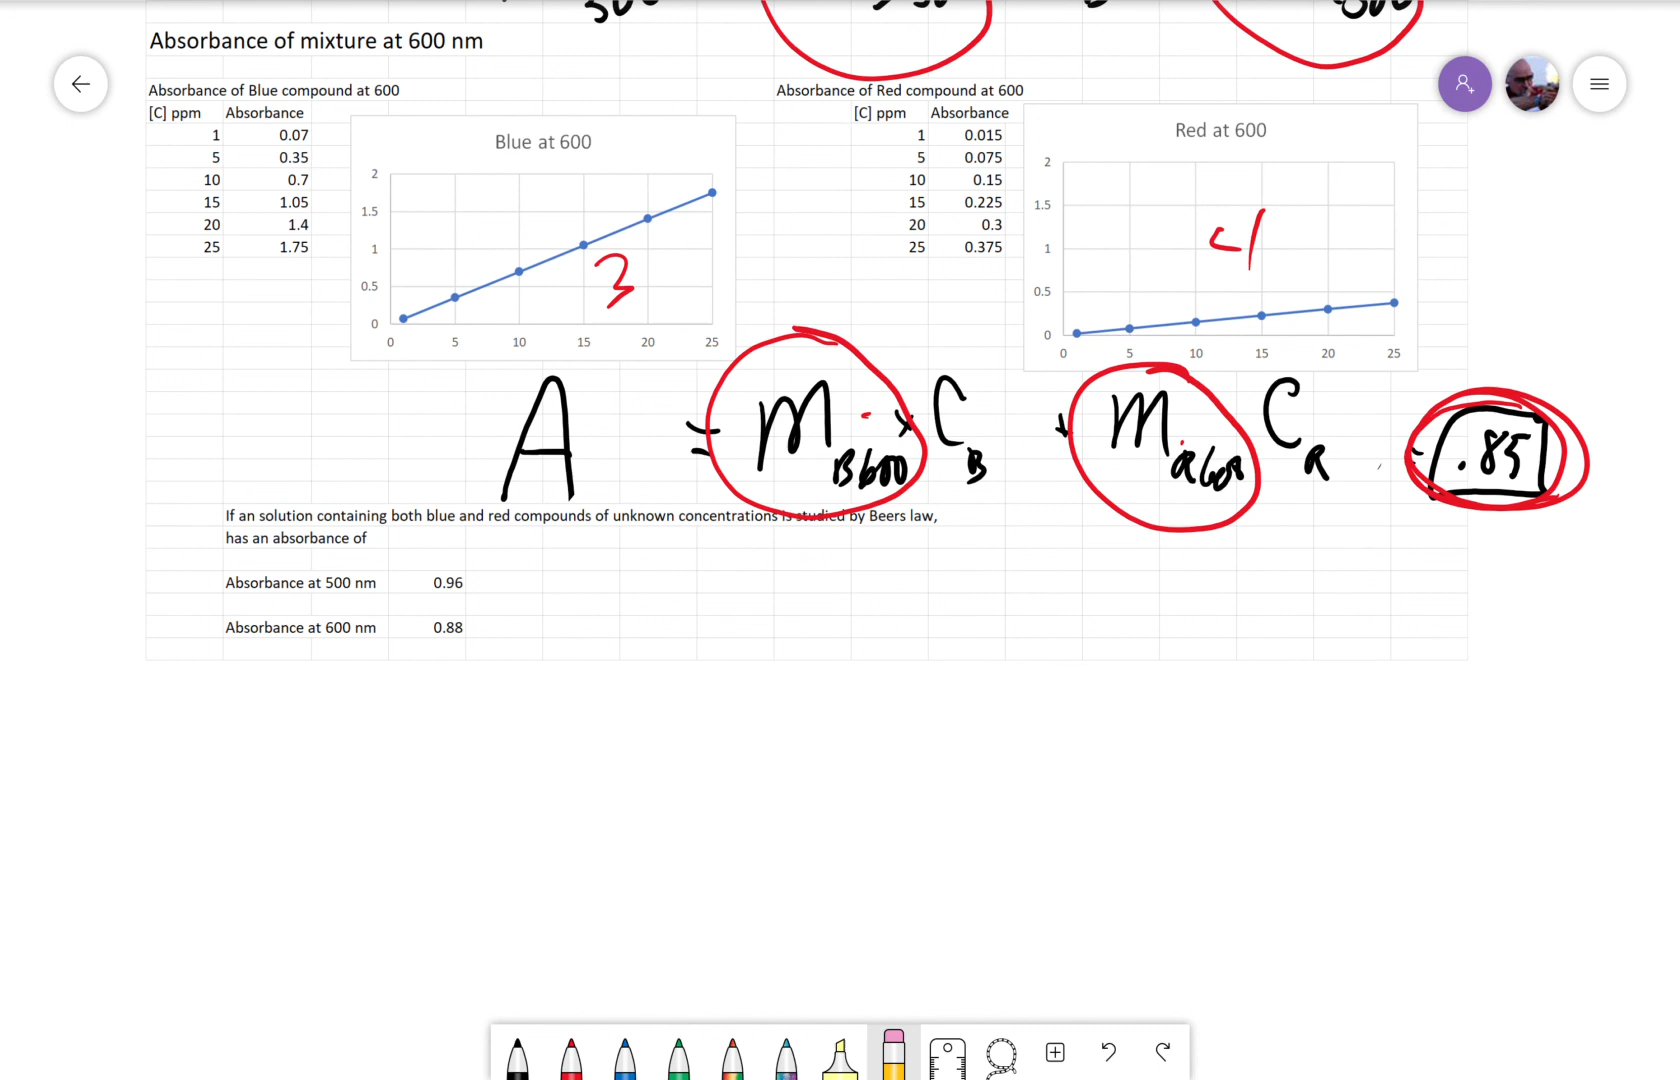 Absorbance of mixture at 600 nm
Absorbance of Blue compound at 600
[C] ppm Absorbance
1 0.07
5 0.35
10 0.7
15 1.05
20 1.4
25 1.75
Blue at 600
2
1.5
1
0.5
0
0 5 10 15 20 25
3
Absorbance of Red compound at 600
[C] ppm Absorbance
1 0.015
5 0.075
10 0.15
15 0.225
20 0.3
25 0.375
Red at 600
2
1.5
1
0.5
0
0 5 10 15 20 25
4
A = m B600 x C B + m R600 C R = .85
If an solution containing both blue and red compounds of unknown concentrations is studied by Beers law,
has an absorbance of
Absorbance at 500 nm 0.96
Absorbance at 600 nm 0.88